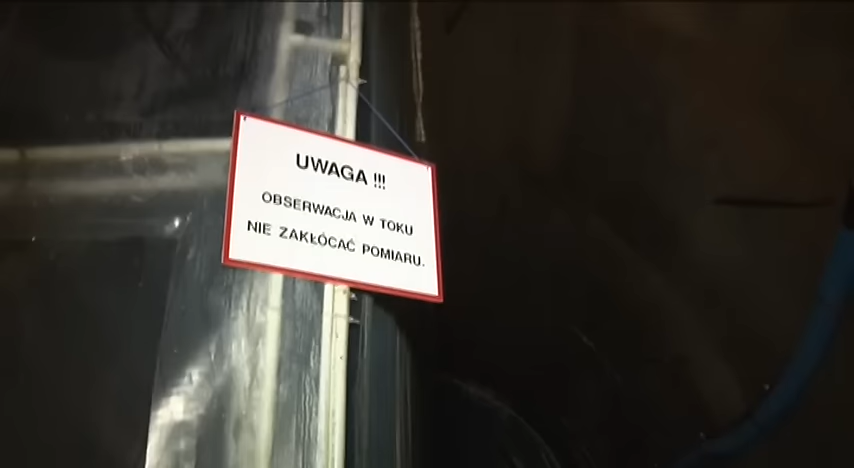 UWAGA !!!
OBSERWACJA W TOKU
NIE ZAKŁÓCAĆ POMIARU.